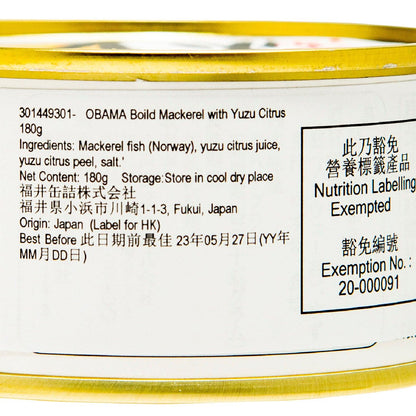 301449301-   OBAMA Boild Mackerel with Yuzu Citrus
180g
Ingredients: Mackerel fish (Norway), yuzu citrus juice,
yuzu citrus peel, salt.'
Net Content: 180g   Storage:Store in cool dry place
福井缶詰株式会社
福井県小浜市川崎1-1-3, Fukui, Japan
Origin: Japan  (Label for HK)
Best Before 此日期前最佳 23年05月27日(YY年
MM月DD日)
此乃豁免
營養標籤產品
Nutrition Labelling
Exempted
豁免編號
Exemption No. :
20-000091